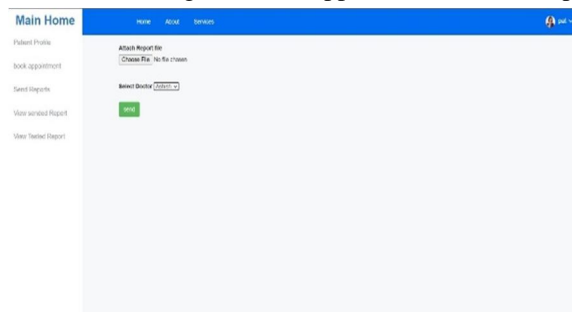 Main Home
Home About Services
pat
Patient Profile
book appointment
Send Reports
View sended Report
View Tested Report
Attach Report file
Choose File No file chosen
Select Doctor
send